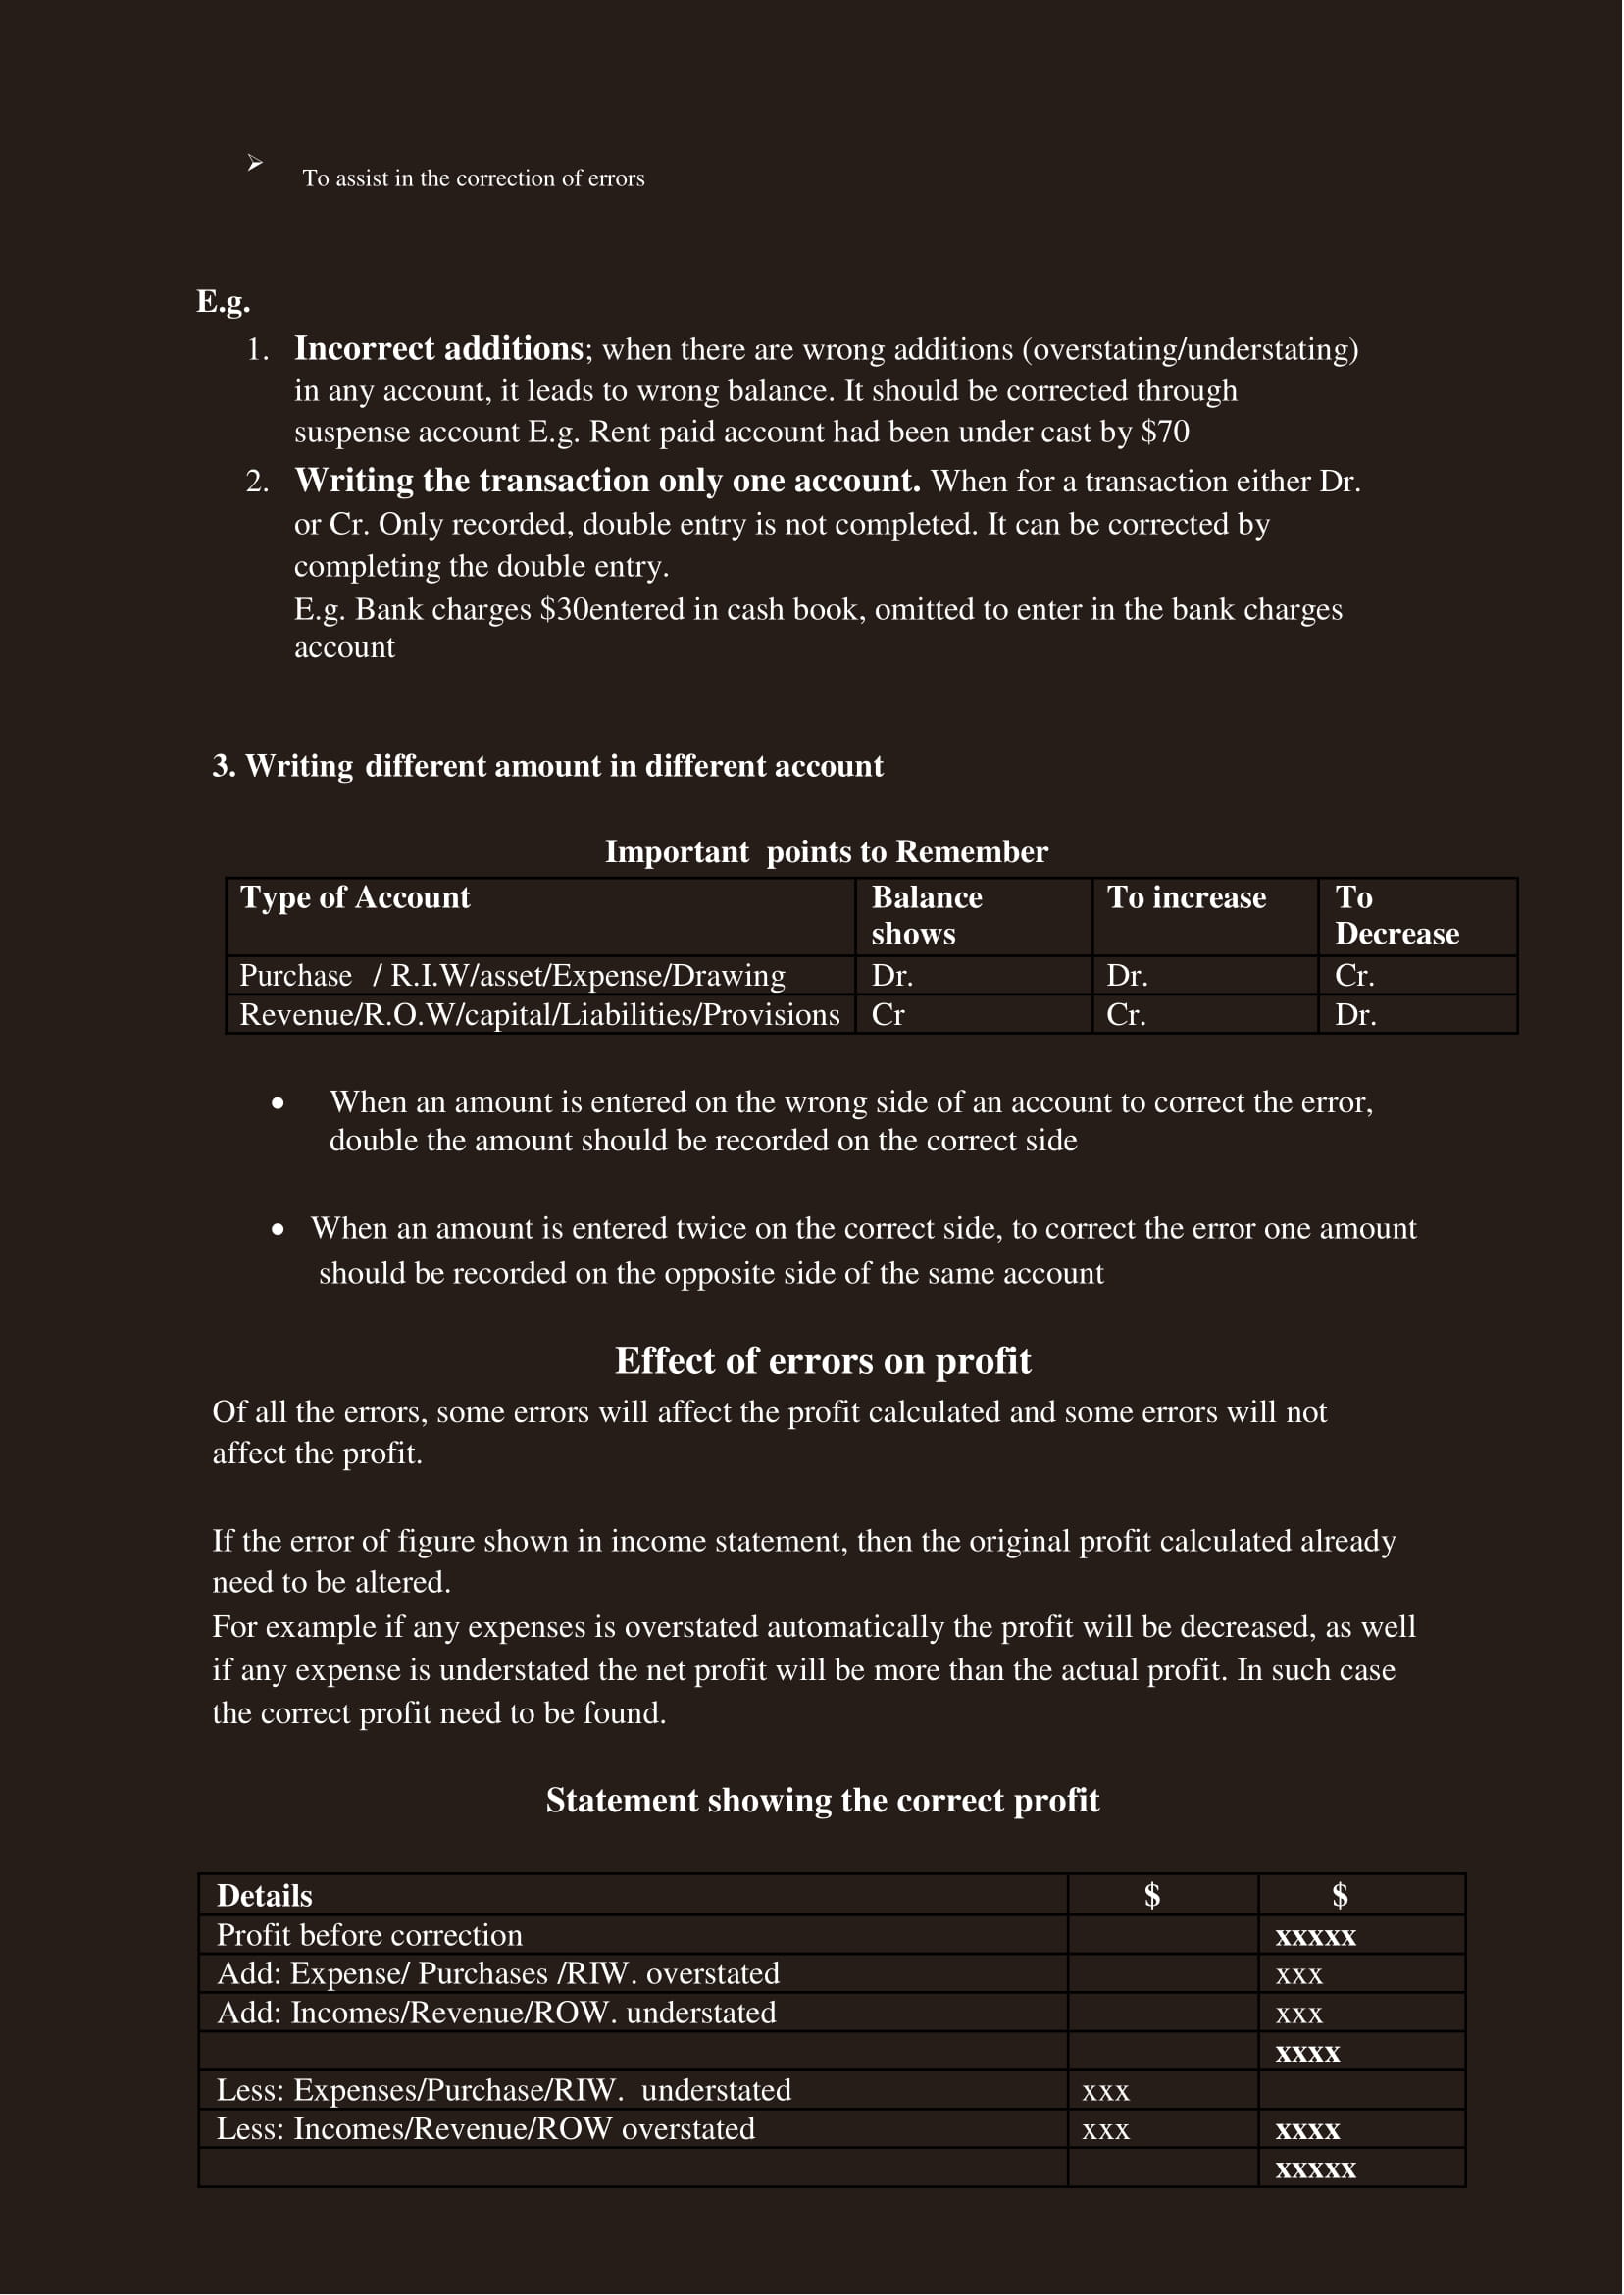 ➢ To assist in the correction of errors
E.g.
1. Incorrect additions; when there are wrong additions (overstating/understating)
in any account, it leads to wrong balance. It should be corrected through
suspense account E.g. Rent paid account had been under cast by $70
2. Writing the transaction only one account. When for a transaction either Dr.
or Cr. Only recorded, double entry is not completed. It can be corrected by
completing the double entry.
E.g. Bank charges $30entered in cash book, omitted to enter in the bank charges
account
3. Writing different amount in different account
Important points to Remember
Type of Account Balance shows To increase To Decrease
Purchase / R.I.W/asset/Expense/Drawing Dr. Dr. Cr.
Revenue/R.O.W/capital/Liabilities/Provisions Cr Cr. Dr.
• When an amount is entered on the wrong side of an account to correct the error,
double the amount should be recorded on the correct side
• When an amount is entered twice on the correct side, to correct the error one amount
should be recorded on the opposite side of the same account
Effect of errors on profit
Of all the errors, some errors will affect the profit calculated and some errors will not
affect the profit.
If the error of figure shown in income statement, then the original profit calculated already
need to be altered.
For example if any expenses is overstated automatically the profit will be decreased, as well
if any expense is understated the net profit will be more than the actual profit. In such case
the correct profit need to be found.
Statement showing the correct profit
Details $ $
Profit before correction xxxxx
Add: Expense/ Purchases /RIW. overstated xxx
Add: Incomes/Revenue/ROW. understated xxx
xxxx
Less: Expenses/Purchase/RIW. understated xxx
Less: Incomes/Revenue/ROW overstated xxx xxxx
xxxxx